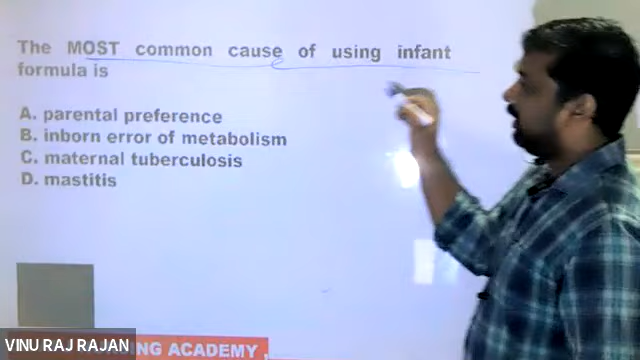 The MOST common cause of using infant
formula is
A. parental preference
B. inborn error of metabolism
C. maternal tuberculosis
D. mastitis
VINU RAJ RAJAN
ACADEMY ,